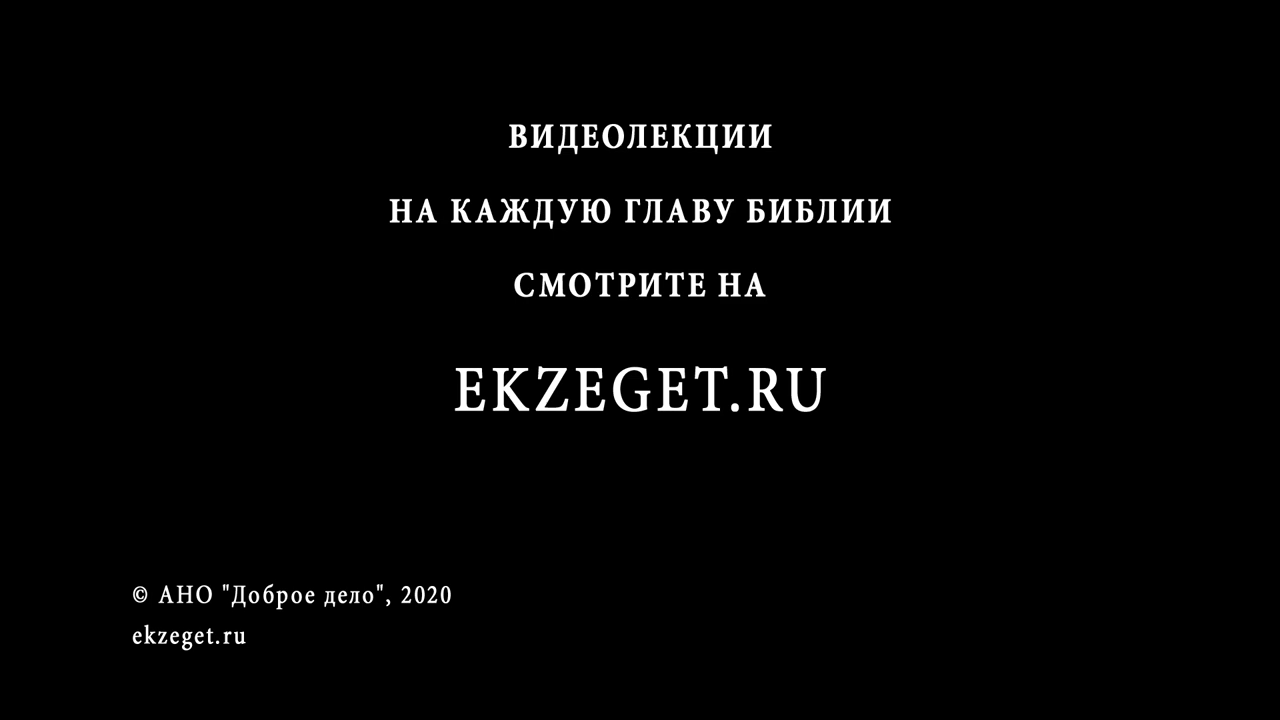 ВИДЕОЛЕКЦИИ
НА КАЖДУЮ ГЛАВУ БИБЛИИ
СМОТРИТЕ НА
EKZEGET.RU
© АНО "Доброе дело", 2020
ekzeget.ru